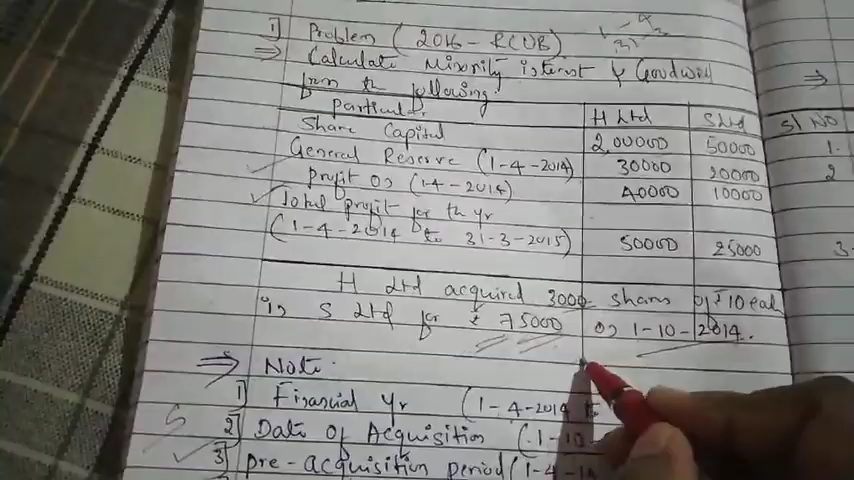 1] Problem (2016 - RCUB)
⇒ Calculate Minority interest & Goodwill
from the following
particular. H Ltd S Ltd
Share Capital 2,00000 50000
General Reserve (1-4-2014) 30000 20000
profit on (1-4-2014) 40000 10000
Total profit for the yr
(1-4-2014 to 31-3-2015) 50000 25000
H Ltd acquired 3000 shares of ₹10 each
in S Ltd for ₹ 75000 on 1-10-2014.
⇒ Note:
1] Financial yr (1-4-2014 to
2] Date of Acquisition (1-10-
3] pre-acquisition period (1-4-14
⇒
Sl No
1.
2
3-